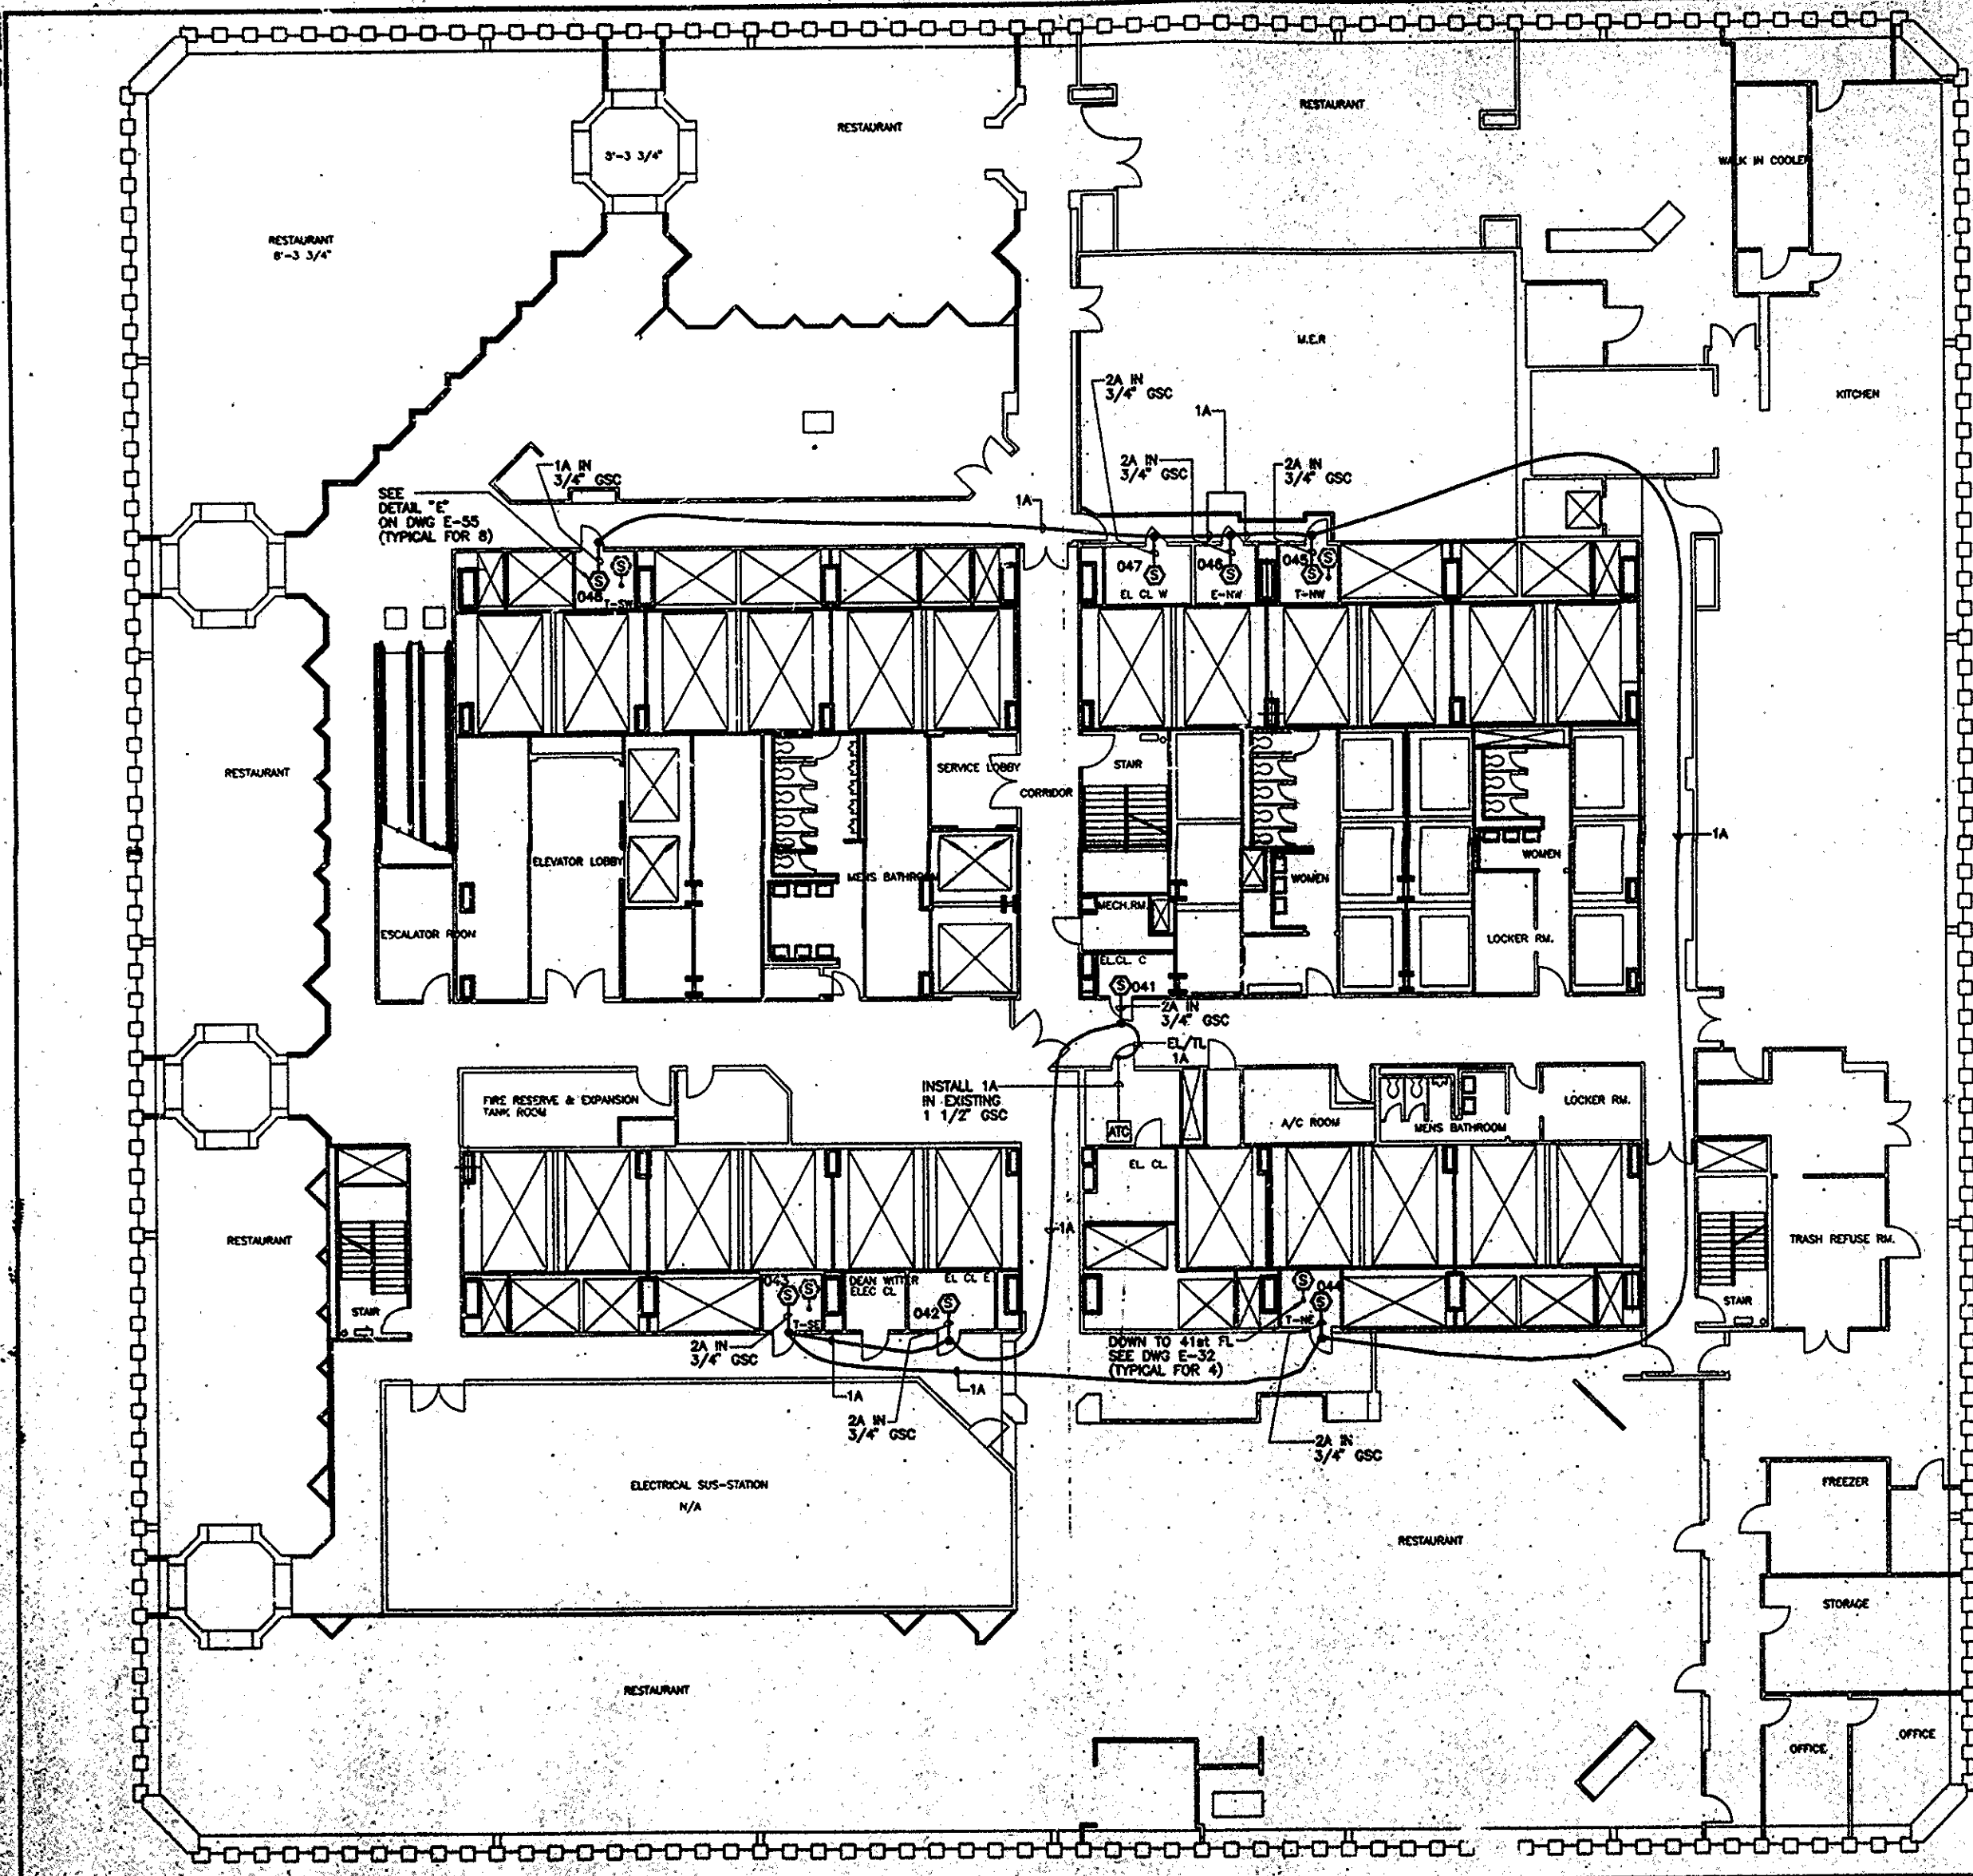 RESTAURANT
RESTAURANT
3'-3 3/4"
WALK IN COOLER
RESTAURANT
8'-3 3/4"
M.E.R
KITCHEN
2A IN
3/4" GSC
1A
2A IN
3/4" GSC
2A IN
3/4" GSC
1A IN
3/4" GSC
SEE
DETAIL "E"
ON DWG E-55
(TYPICAL FOR 8)
1A
S
S
048
T-SW
047
S
EL CL W
046
S
E-NW
045
S
S
T-NW
RESTAURANT
SERVICE LOBBY
CORRIDOR
STAIR
1A
ELEVATOR LOBBY
MENS BATHROOM
WOMEN
WOMEN
MECH.RM.
ESCALATOR ROON
LOCKER RM.
EL.CL. C
S
041
2A IN
3/4" GSC
EL/TL
1A
INSTALL 1A
IN EXISTING
1 1/2" GSC
FIRE RESERVE & EXPANSION
TANK ROOM
ATC
A/C ROOM
MENS BATHROOM
LOCKER RM.
EL. CL.
RESTAURANT
1A
TRASH REFUSE RM.
STAIR
043
S
S
T-SE
DEAN WITTER
ELEC CL
EL CL E
042
S
S
044
S
T-NE
STAIR
2A IN
3/4" GSC
DOWN TO 41st FL
SEE DWG E-32
(TYPICAL FOR 4)
1A
1A
2A IN
3/4" GSC
2A IN
3/4" GSC
ELECTRICAL SUS-STATION
N/A
FREEZER
RESTAURANT
STORAGE
RESTAURANT
OFFICE
OFFICE